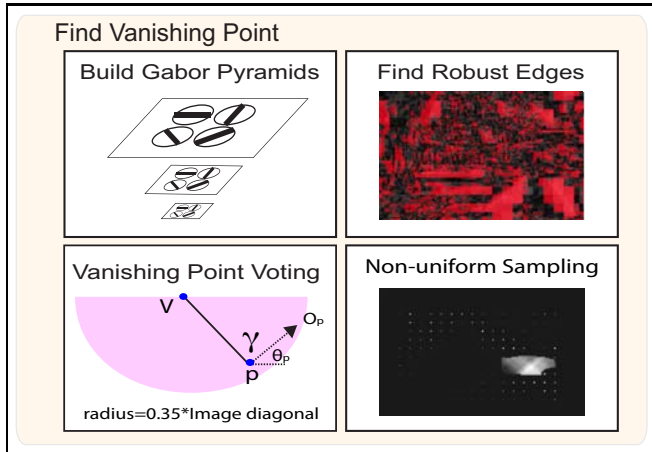 Find Vanishing Point
Build Gabor Pyramids
Find Robust Edges
Vanishing Point Voting
V
γ
Oₚ
θₚ
p
radius=0.35*Image diagonal
Non-uniform Sampling